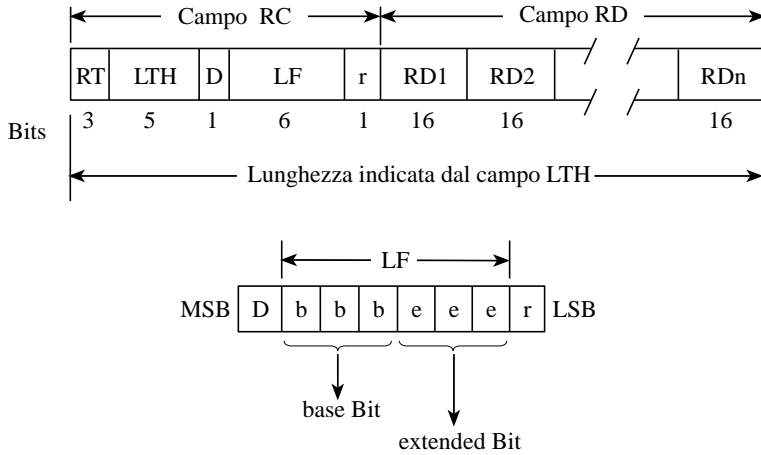 Campo RC Campo RD
RT LTH D LF r RD1 RD2 RDn
Bits 3 5 1 6 1 16 16 16
Lunghezza indicata dal campo LTH
LF
MSB D b b b e e e r LSB
base Bit
extended Bit